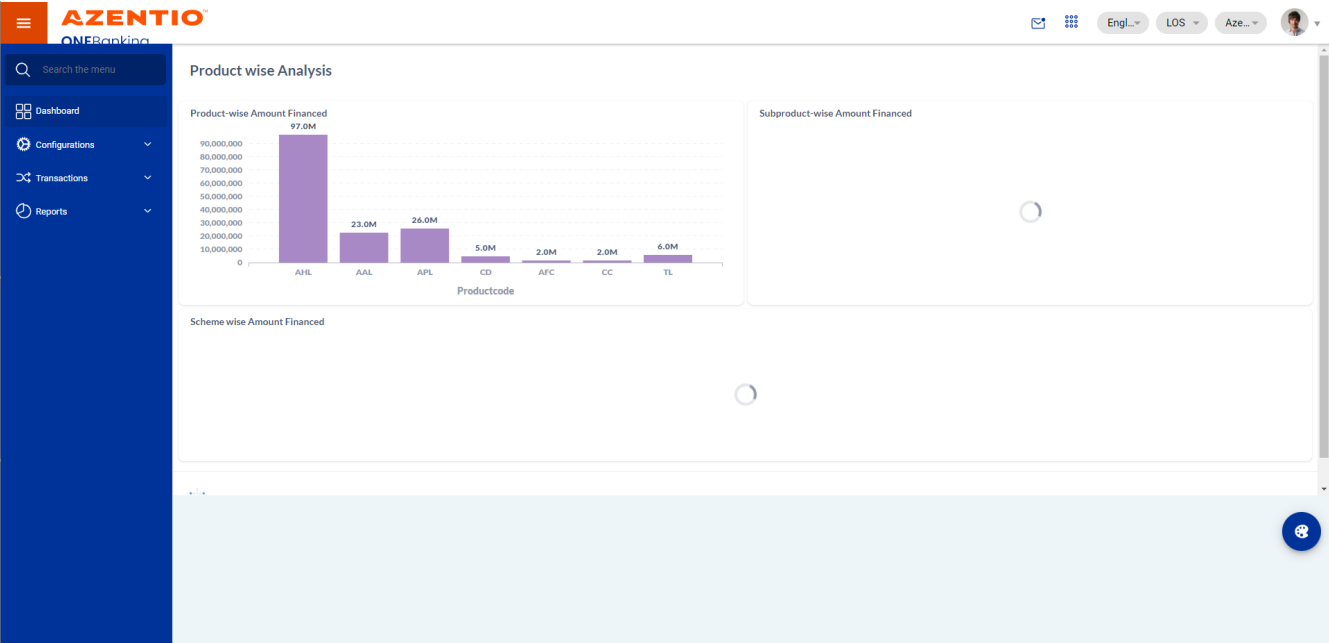 AZENTIO™
ONEBanking
Engl...
LOS
Aze...
Search the menu
Dashboard
Configurations
Transactions
Reports
Product wise Analysis
Product-wise Amount Financed
97.0M
90,000,000
80,000,000
70,000,000
60,000,000
50,000,000
40,000,000
30,000,000
20,000,000
10,000,000
0
23.0M
26.0M
5.0M
2.0M
2.0M
6.0M
AHL AAL APL CD AFC CC TL
Productcode
Subproduct-wise Amount Financed
Scheme wise Amount Financed